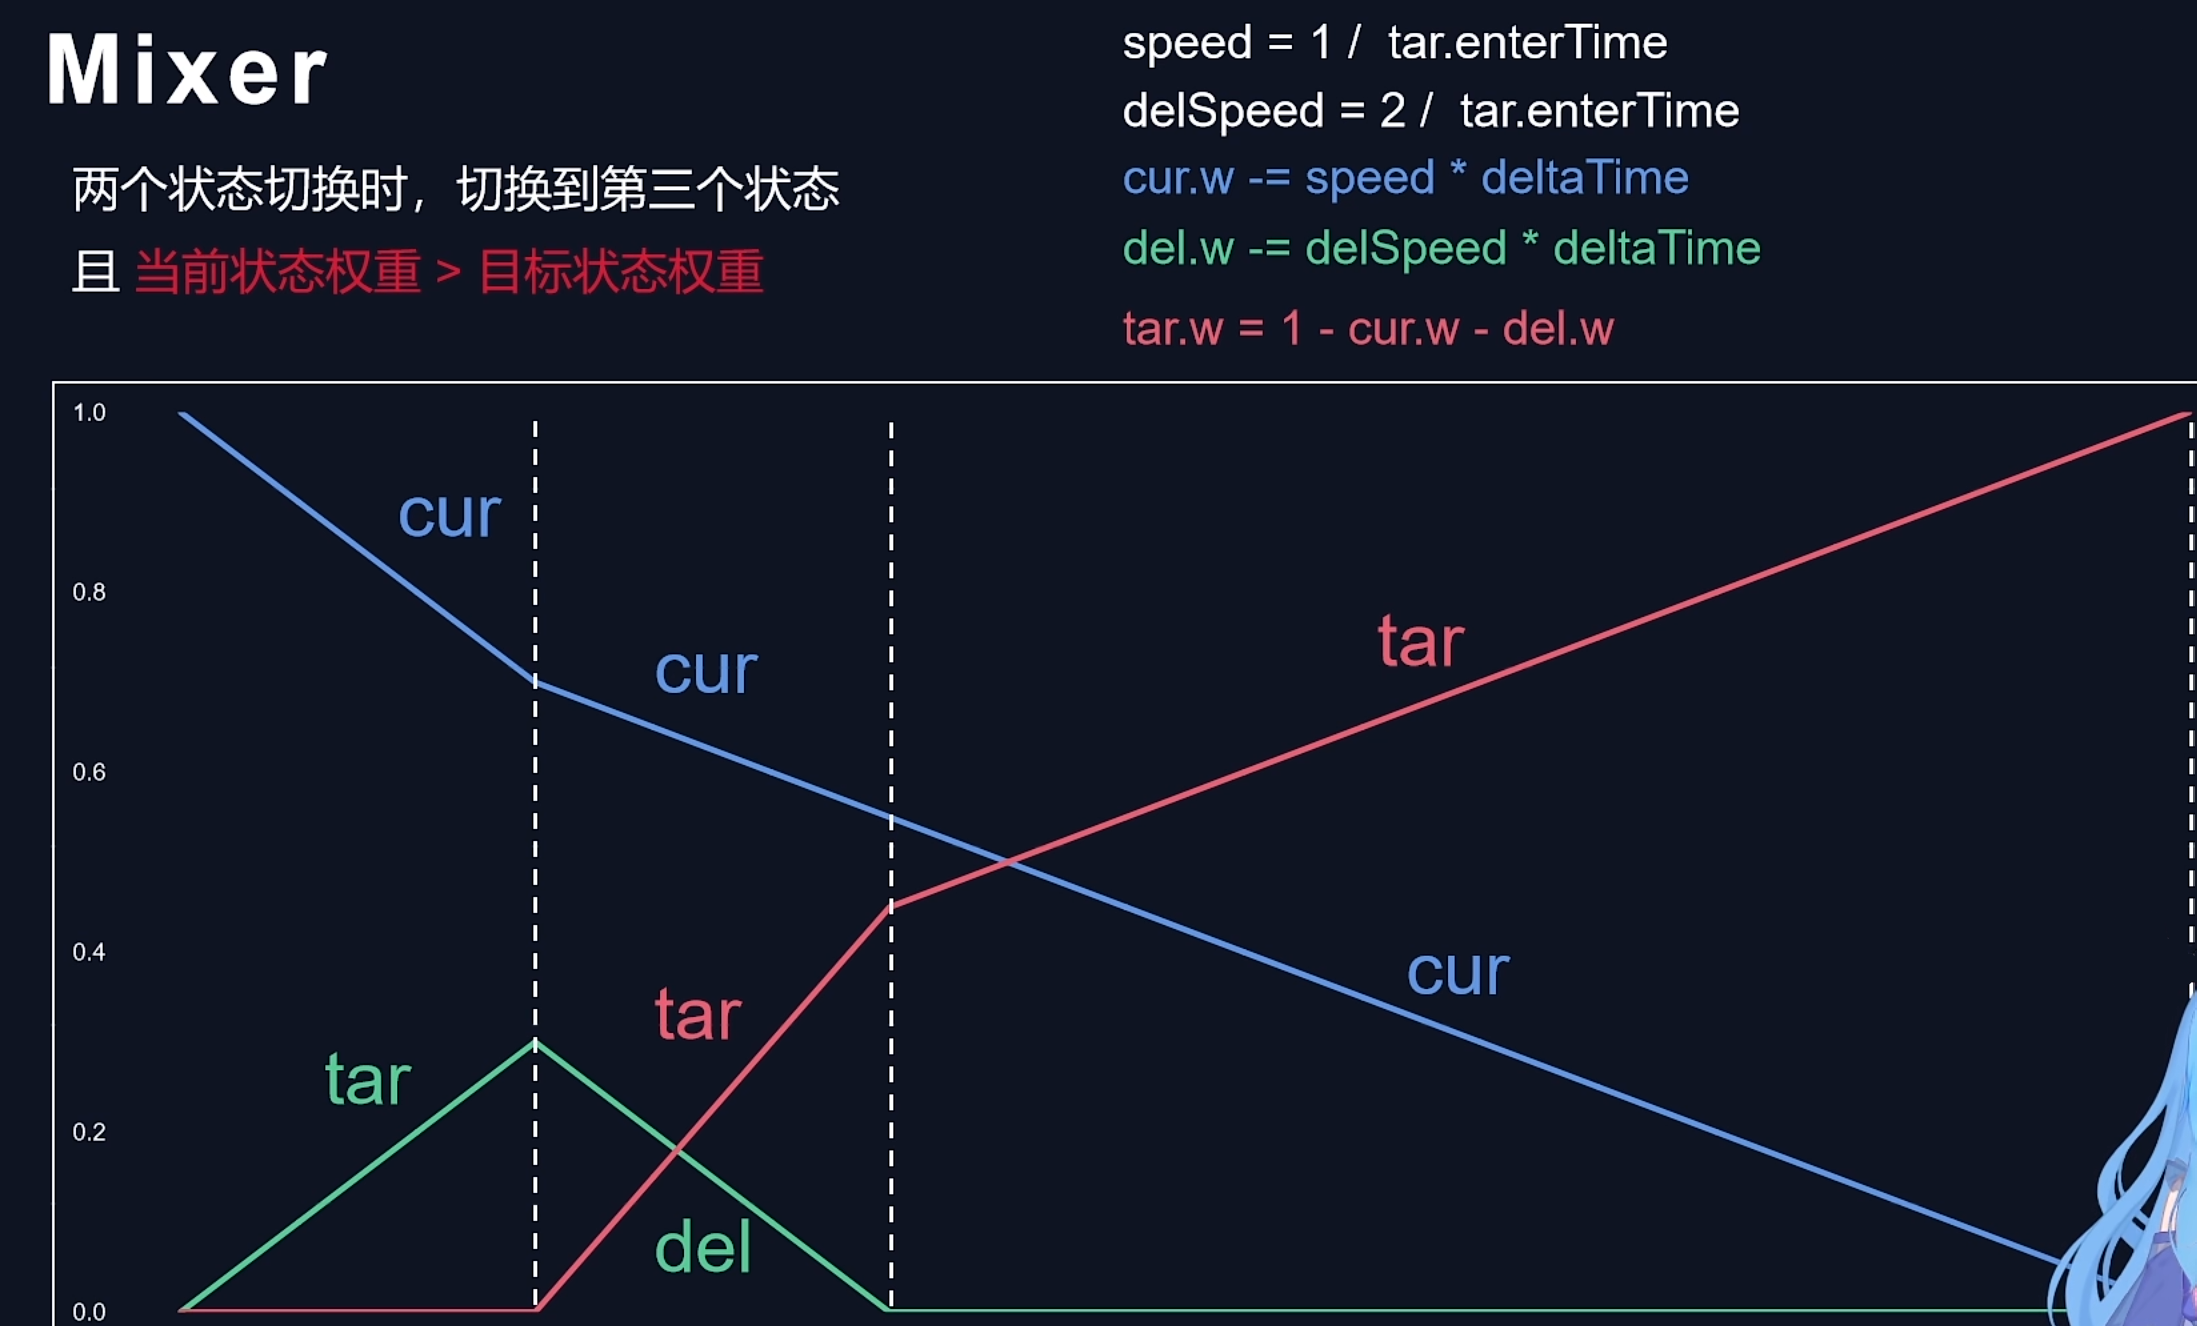 Mixer
两个状态切换时，切换到第三个状态
且 当前状态权重 > 目标状态权重
speed = 1 / tar.enterTime
delSpeed = 2 / tar.enterTime
cur.w -= speed * deltaTime
del.w -= delSpeed * deltaTime
tar.w = 1 - cur.w - del.w
1.0
cur
0.8
cur
tar
0.6
0.4
cur
tar
tar
0.2
del
0.0